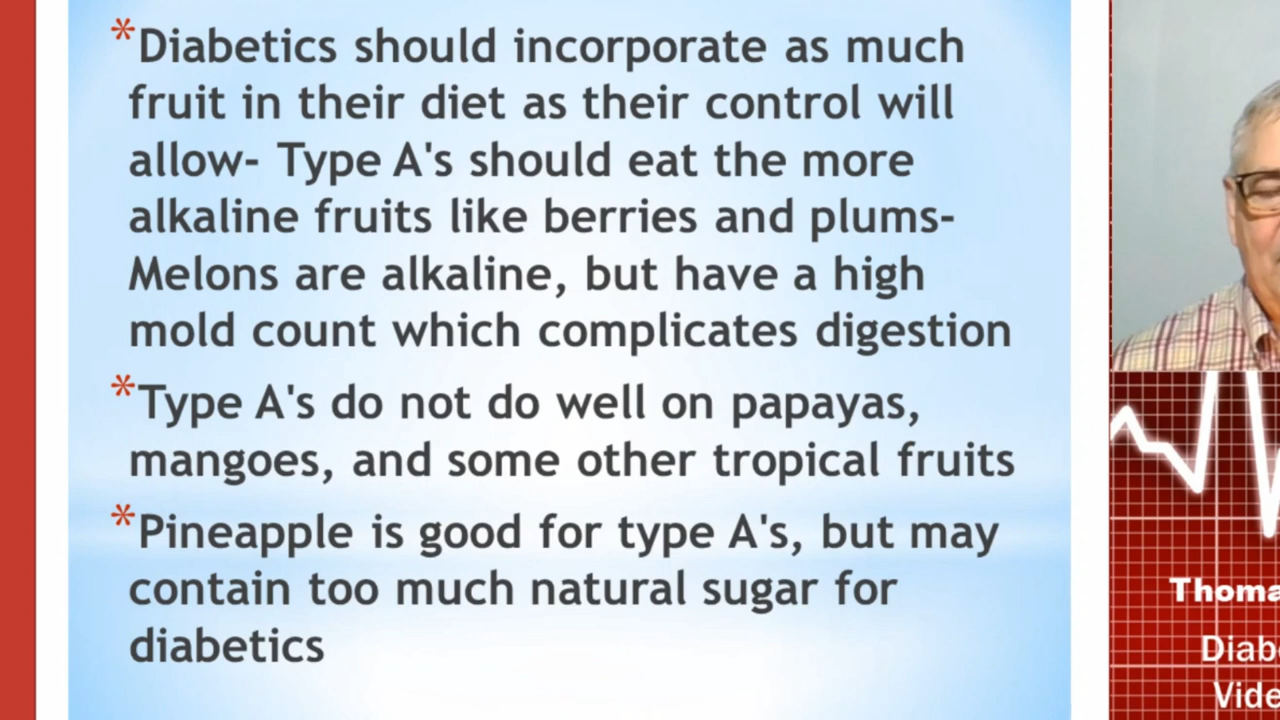 *Diabetics should incorporate as much
fruit in their diet as their control will
allow- Type A's should eat the more
alkaline fruits like berries and plums-
Melons are alkaline, but have a high
mold count which complicates digestion
*Type A's do not do well on papayas,
mangoes, and some other tropical fruits
*Pineapple is good for type A's, but may
contain too much natural sugar for
diabetics